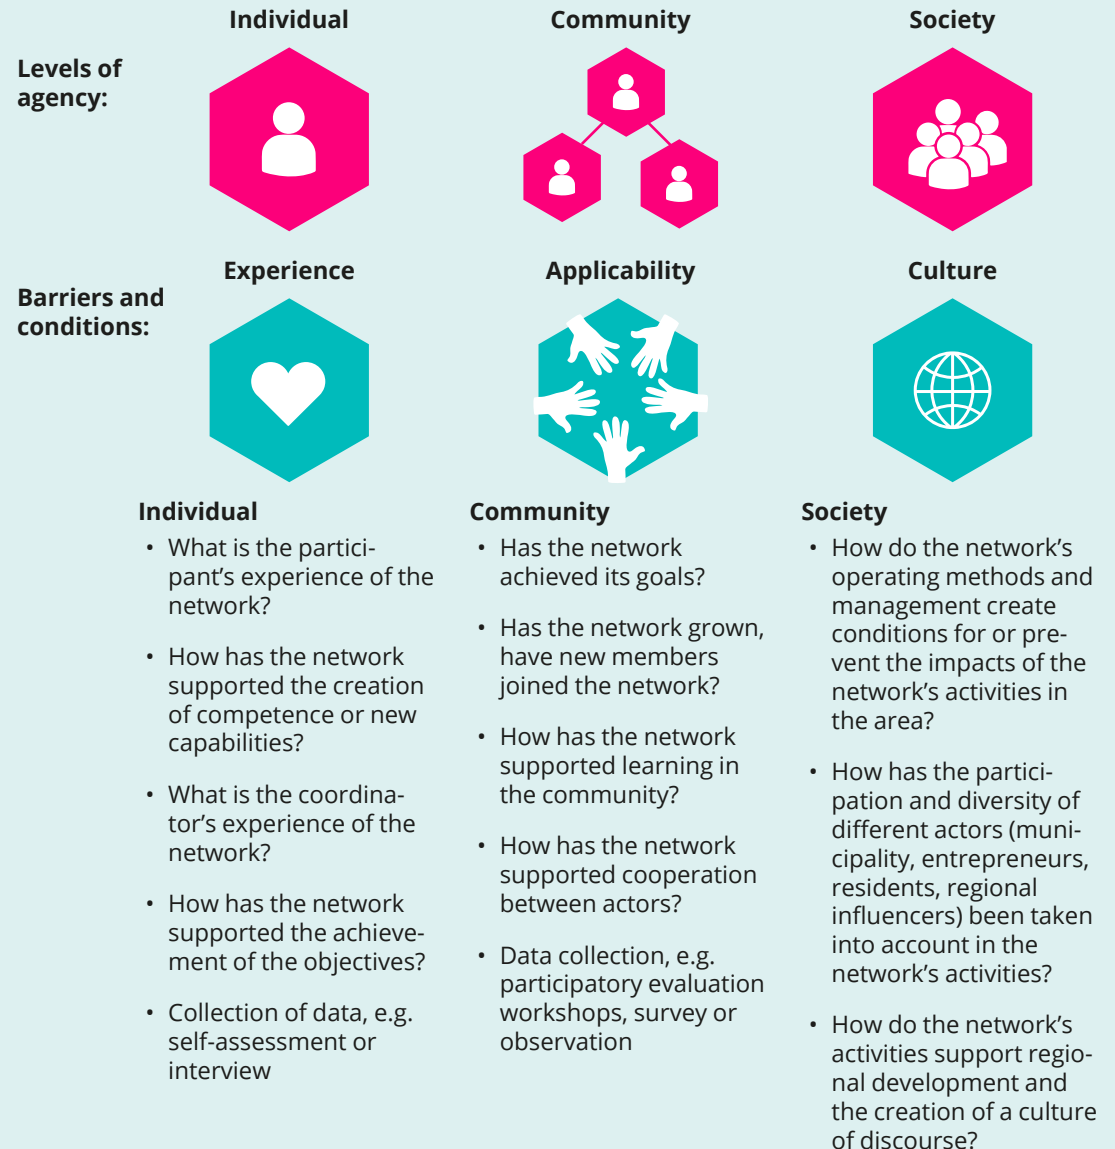 Individual
Community
Society
Levels of
agency:
Experience
Applicability
Culture
Barriers and
conditions:
Individual
• What is the partici-
pant’s experience of the
network?
• How has the network
supported the creation
of competence or new
capabilities?
• What is the coordina-
tor’s experience of the
network?
• How has the network
supported the achieve-
ment of the objectives?
• Collection of data, e.g.
self-assessment or
interview
Community
• Has the network
achieved its goals?
• Has the network grown,
have new members
joined the network?
• How has the network
supported learning in
the community?
• How has the network
supported cooperation
between actors?
• Data collection, e.g.
participatory evaluation
workshops, survey or
observation
Society
• How do the network’s
operating methods and
management create
conditions for or pre-
vent the impacts of the
network’s activities in
the area?
• How has the partici-
pation and diversity of
different actors (muni-
cipality, entrepreneurs,
residents, regional
influencers) been taken
into account in the
network’s activities?
• How do the network’s
activities support regio-
nal development and
the creation of a culture
of discourse?